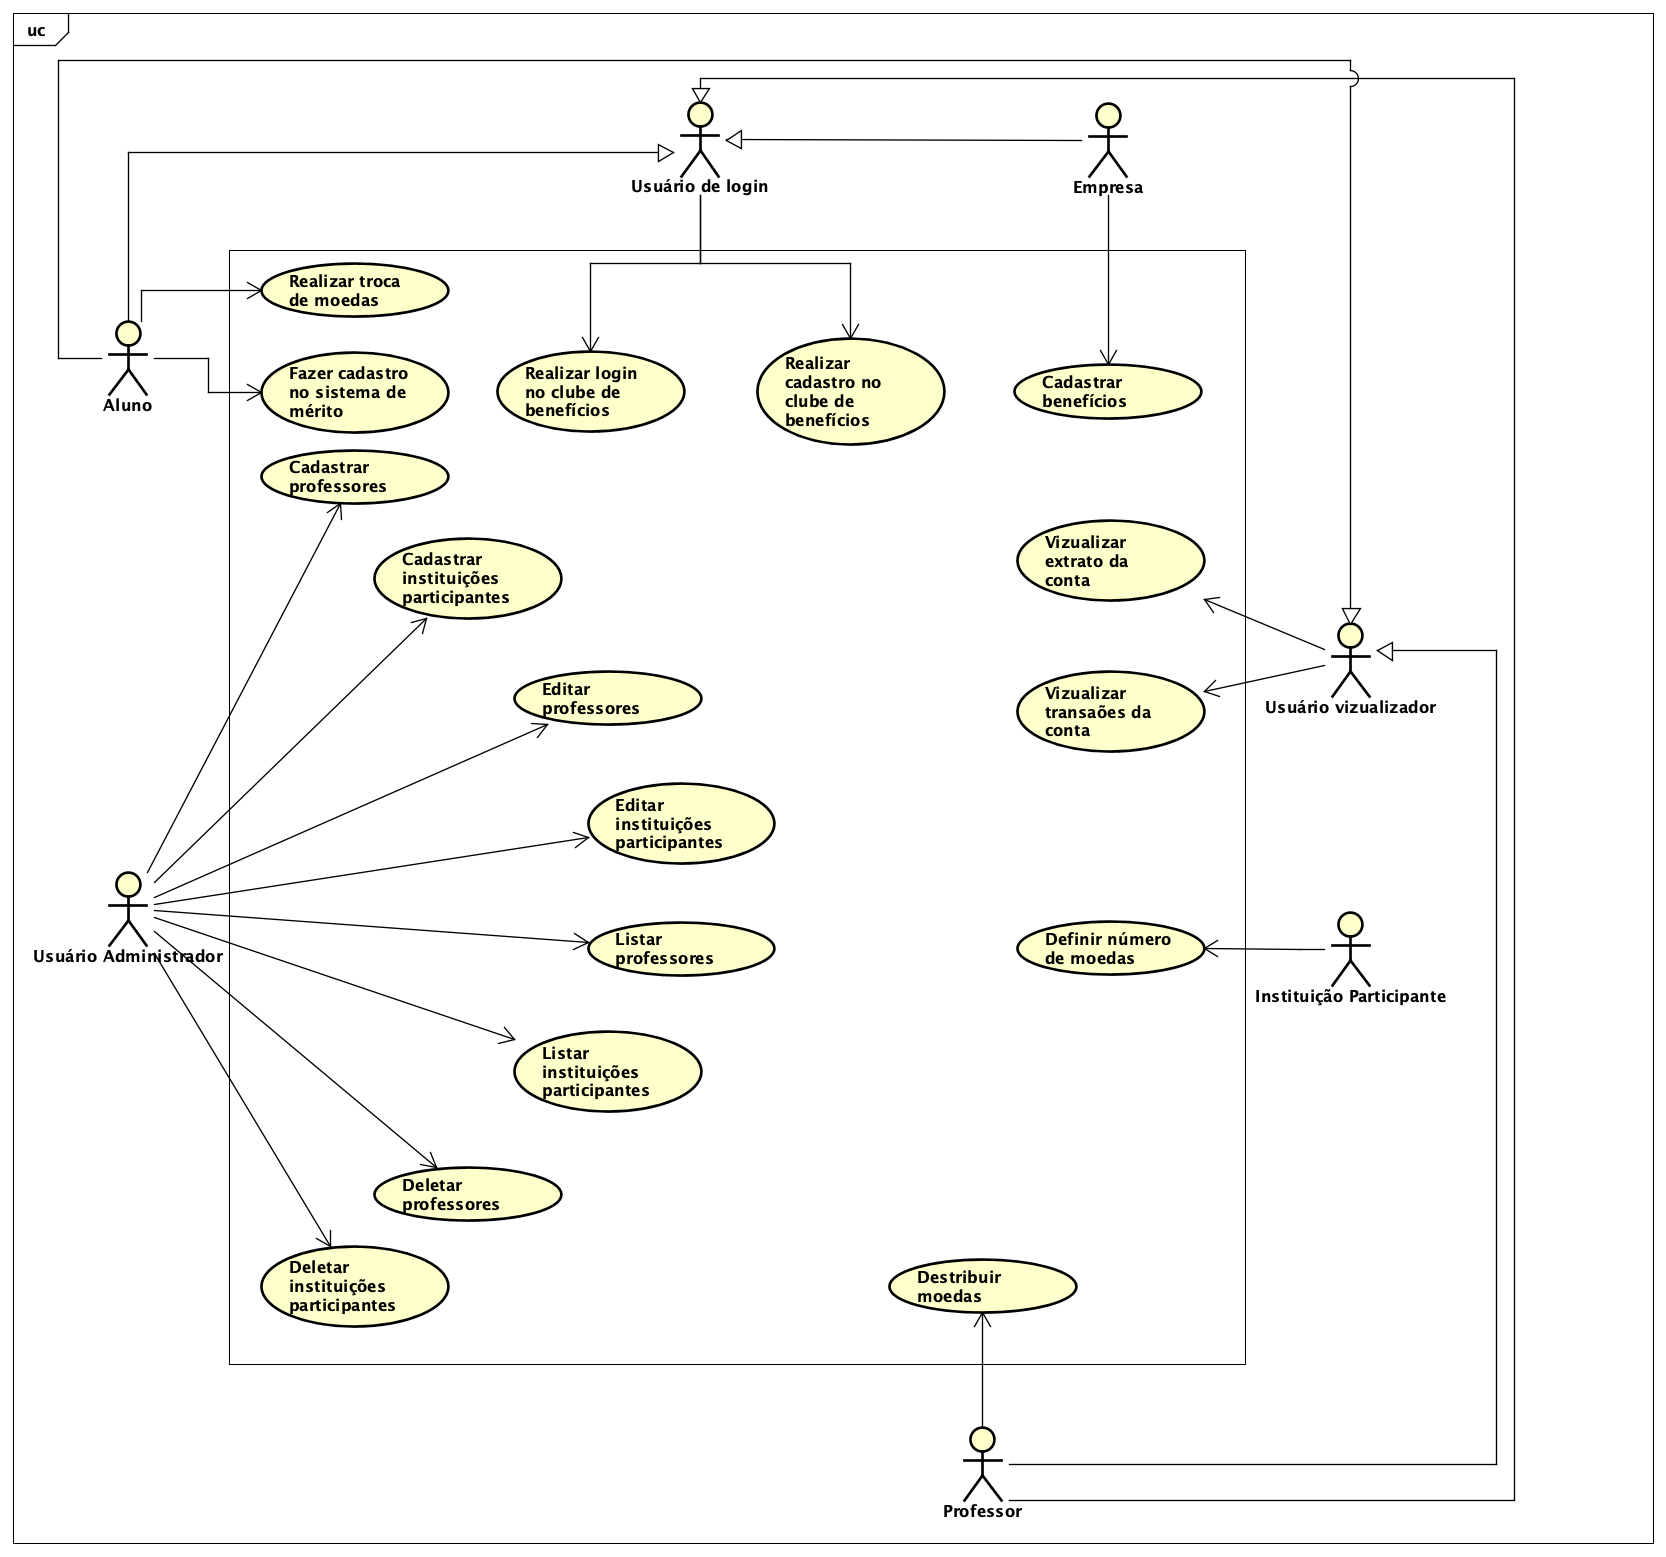 uc
Usuário de login
Empresa
Realizar troca
de moedas
Aluno
Fazer cadastro
no sistema de
mérito
Realizar login
no clube de
benefícios
Realizar
cadastro no
clube de
benefícios
Cadastrar
benefícios
Cadastrar
professores
Cadastrar
instituições
participantes
Vizualizar
extrato da
conta
Editar
professores
Vizualizar
transaões da
conta
Usuário vizualizador
Editar
instituições
participantes
Usuário Administrador
Listar
professores
Definir número
de moedas
Instituição Participante
Listar
instituições
participantes
Deletar
professores
Deletar
instituições
participantes
Destribuir
moedas
Professor